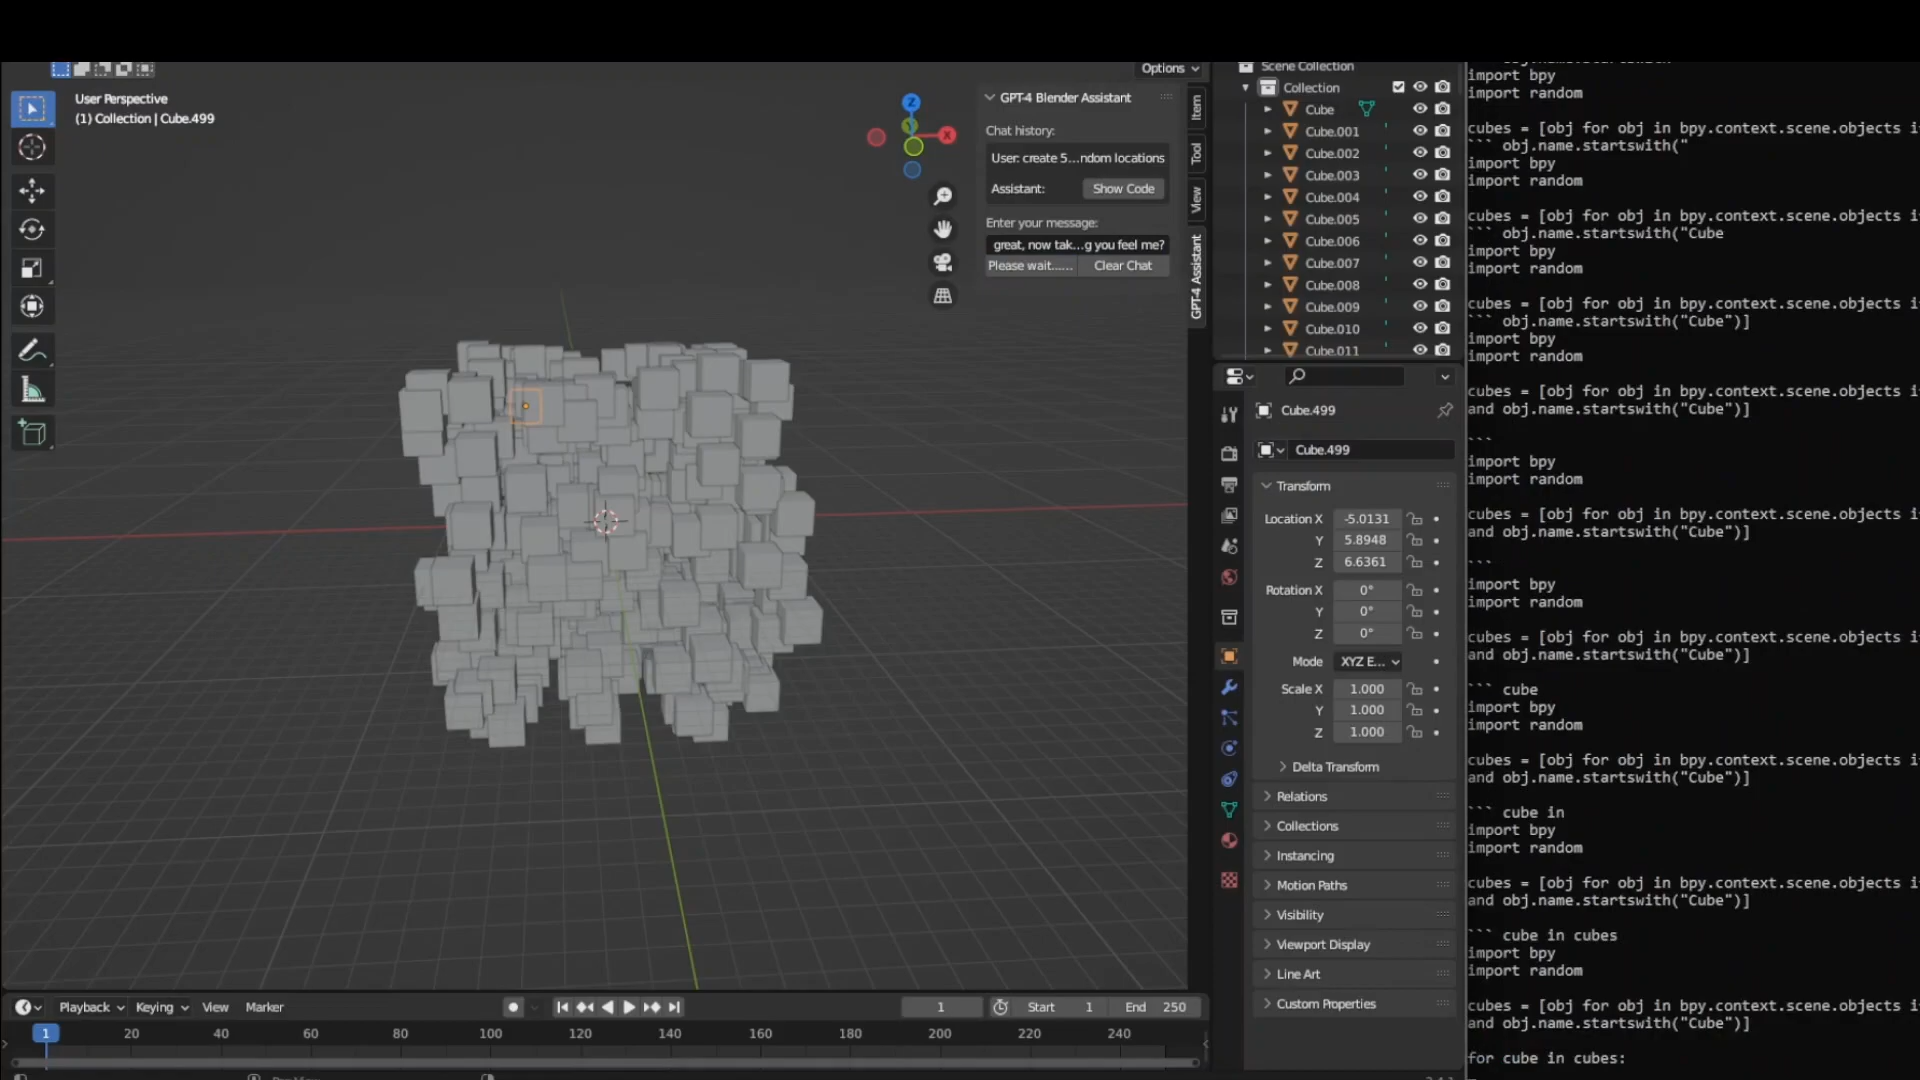 Options
User Perspective
(1) Collection | Cube.499
Z
Y
X
GPT-4 Blender Assistant
Chat history:
User: create 5...ndom locations
Assistant:
Show Code
Enter your message:
great, now tak...g you feel me?
Please wait......
Clear Chat
Item
Tool
View
GPT-4 Assistant
Scene Collection
Collection
Cube
Cube.001
Cube.002
Cube.003
Cube.004
Cube.005
Cube.006
Cube.007
Cube.008
Cube.009
Cube.010
Cube.011
Cube.499
Cube.499
Transform
Location X -5.0131
Y 5.8948
Z 6.6361
Rotation X 0°
Y 0°
Z 0°
Mode XYZ E...
Scale X 1.000
Y 1.000
Z 1.000
Delta Transform
Relations
Collections
Instancing
Motion Paths
Visibility
Viewport Display
Line Art
Custom Properties
Playback Keying View Marker
1
Start 1
End 250
1 20 40 60 80 100 120 140 160 180 200 220 240
import bpy
import random
cubes = [obj for obj in bpy.context.scene.objects i
``` obj.name.startswith("
import bpy
import random
cubes = [obj for obj in bpy.context.scene.objects i
``` obj.name.startswith("Cube
import bpy
import random
cubes = [obj for obj in bpy.context.scene.objects i
``` obj.name.startswith("Cube")]
import bpy
import random
cubes = [obj for obj in bpy.context.scene.objects i
and obj.name.startswith("Cube")]
```
import bpy
import random
cubes = [obj for obj in bpy.context.scene.objects i
and obj.name.startswith("Cube")]
```
import bpy
import random
cubes = [obj for obj in bpy.context.scene.objects i
and obj.name.startswith("Cube")]
``` cube
import bpy
import random
cubes = [obj for obj in bpy.context.scene.objects i
and obj.name.startswith("Cube")]
``` cube in
import bpy
import random
cubes = [obj for obj in bpy.context.scene.objects i
and obj.name.startswith("Cube")]
``` cube in cubes
import bpy
import random
cubes = [obj for obj in bpy.context.scene.objects i
and obj.name.startswith("Cube")]
for cube in cubes: